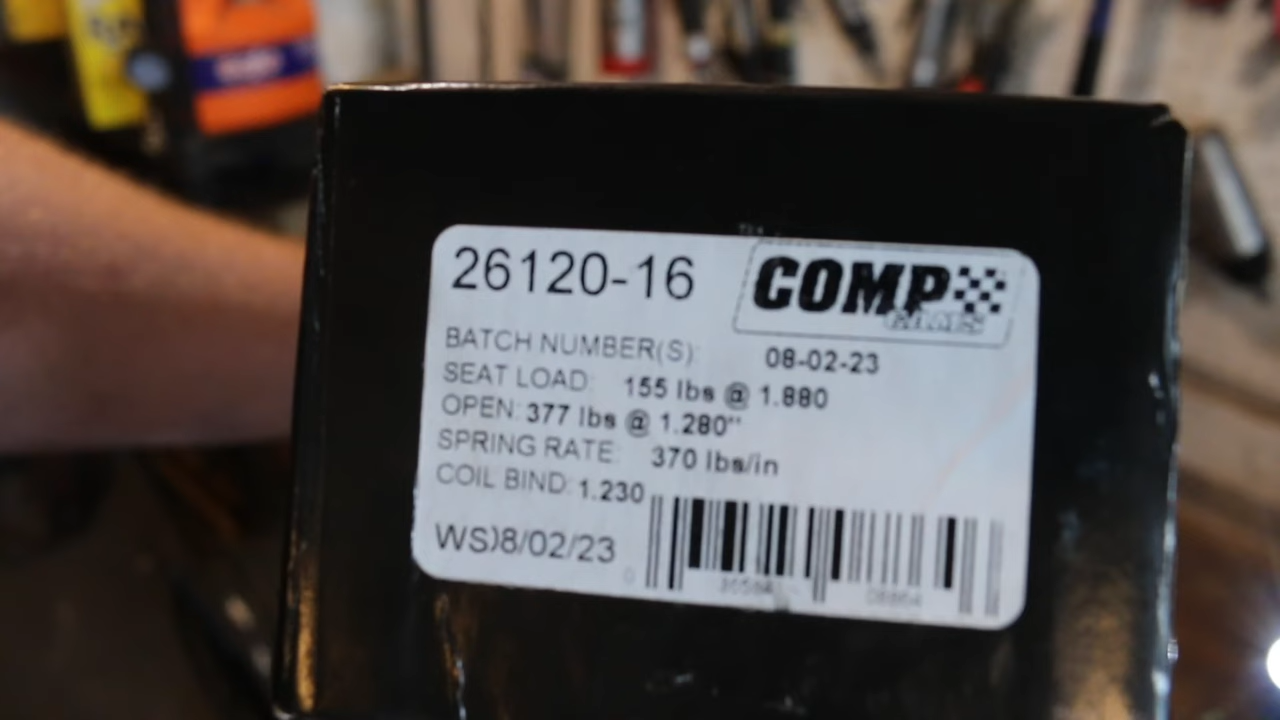 26120-16
COMP
CAMS
BATCH NUMBER(S): 08-02-23
SEAT LOAD: 155 lbs @ 1.880
OPEN: 377 lbs @ 1.280"
SPRING RATE: 370 lbs/in
COIL BIND: 1.230
WS)8/02/23